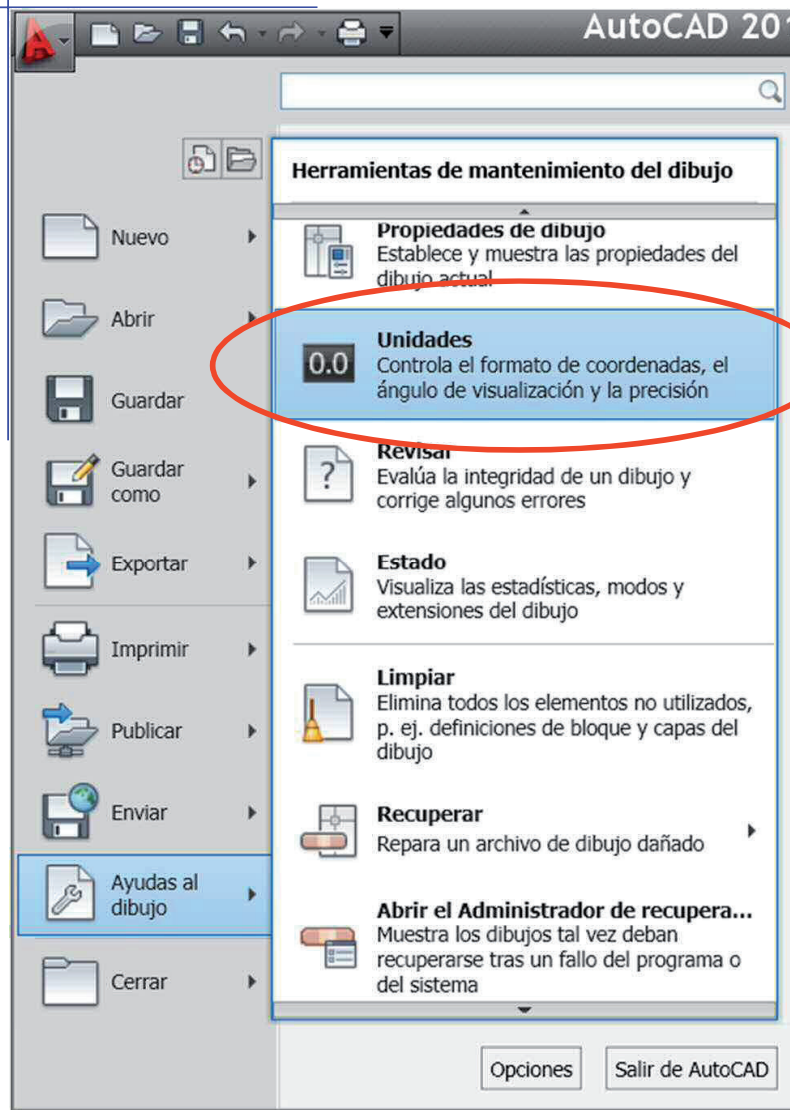 AutoCAD 201
Herramientas de mantenimiento del dibujo
Nuevo
Abrir
Guardar
Guardar
como
Exportar
Imprimir
Publicar
Enviar
Ayudas al
dibujo
Cerrar
Propiedades de dibujo
Establece y muestra las propiedades del
dibujo actual
0.0
Unidades
Controla el formato de coordenadas, el
ángulo de visualización y la precisión
Revisar
Evalúa la integridad de un dibujo y
corrige algunos errores
Estado
Visualiza las estadísticas, modos y
extensiones del dibujo
Limpiar
Elimina todos los elementos no utilizados,
p. ej. definiciones de bloque y capas del
dibujo
Recuperar
Repara un archivo de dibujo dañado
Abrir el Administrador de recupera...
Muestra los dibujos tal vez deban
recuperarse tras un fallo del programa o
del sistema
Opciones
Salir de AutoCAD